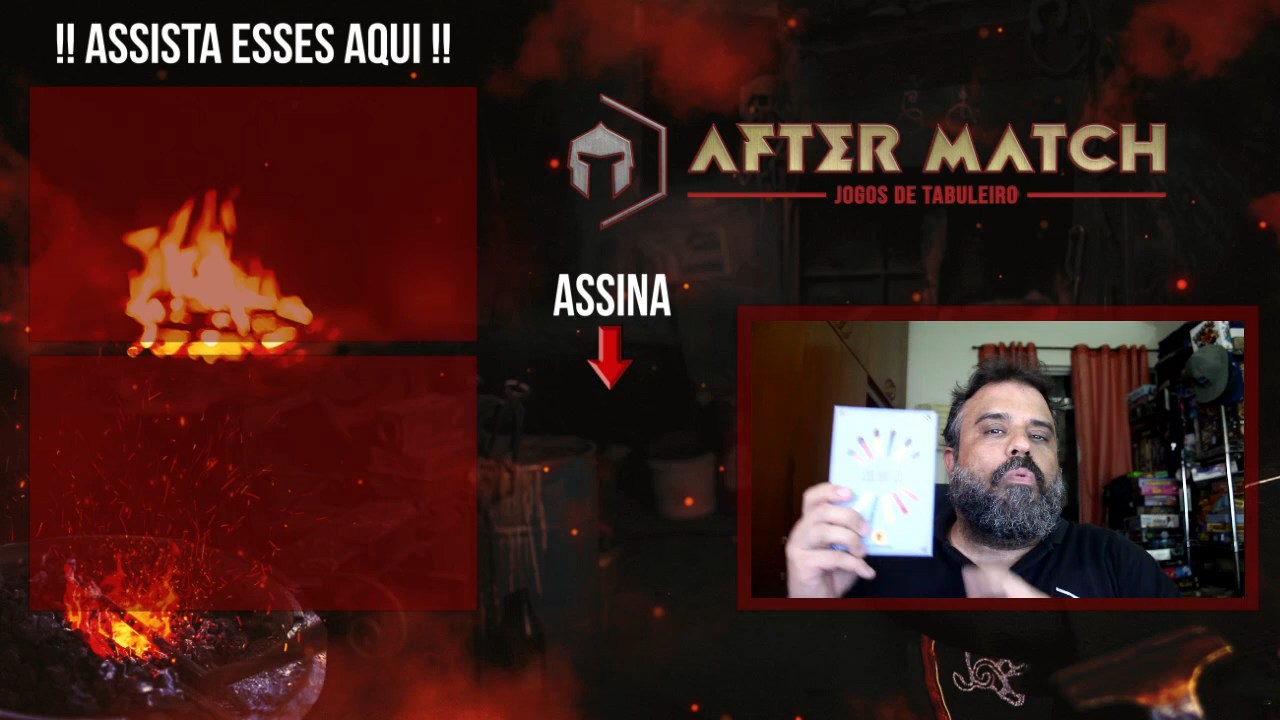 !! ASSISTA ESSES AQUI !!
AFTER MATCH
JOGOS DE TABULEIRO
ASSINA